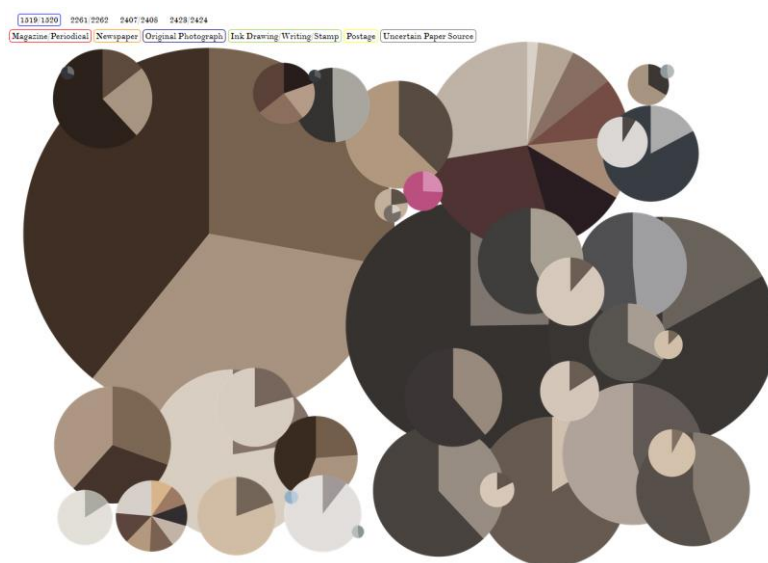 1519/1520 2261/2262 2407/2408 2423/2424
Magazine/Periodical Newspaper Original Photograph Ink Drawing/Writing/Stamp Postage Uncertain Paper Source